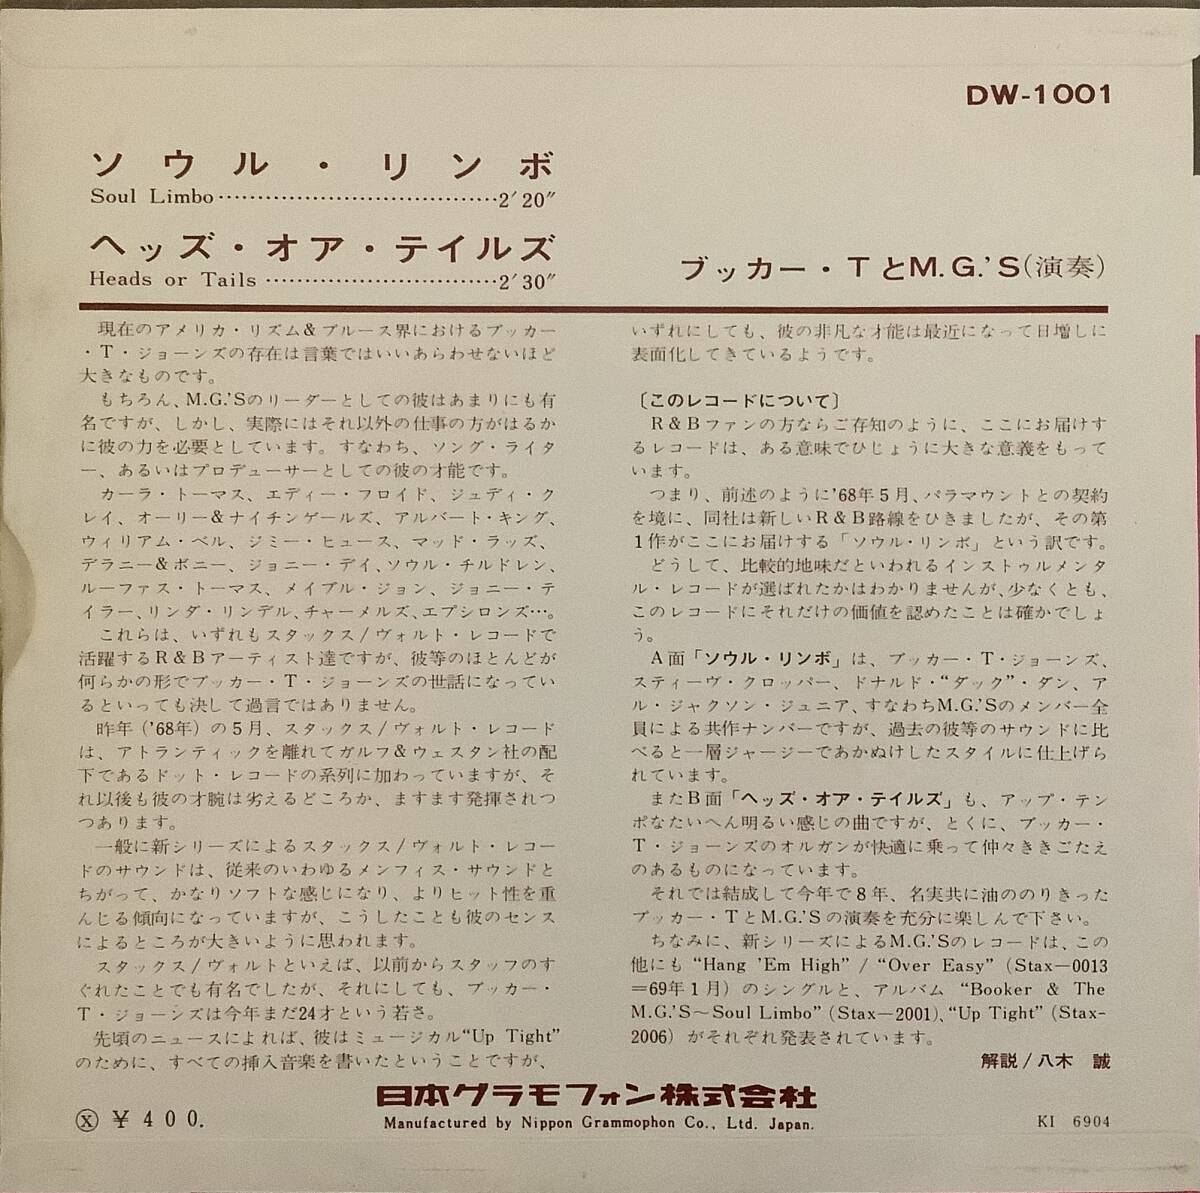 DW-1001
ソウル・リンボ
Soul Limbo……………………………2′20″
ヘッズ・オア・テイルズ
Heads or Tails……………………………2′30″
ブッカー・TとM.G.'S(演奏)
現在のアメリカ・リズム&ブルース界におけるブッカー
・T・ジョーンズの存在は言葉ではいいあらわせないほど
大きなものです。
もちろん、M.G.'Sのリーダーとしての彼はあまりにも有
名ですが、しかし、実際にはそれ以外の仕事の方がはるか
に彼の力を必要としています。すなわち、ソング・ライタ
ー、あるいはプロデューサーとしての彼の才能です。
カーラ・トーマス、エディー・フロイド、ジュディ・ク
レイ、オーリー&ナイチンゲールズ、アルバート・キング、
ウィリアム・ベル、ジミー・ヒュース、マッド・ラッズ、
デラニー&ボニー、ジョニー・デイ、ソウル・チルドレン、
ルーファス・トーマス、メイブル・ジョン、ジョニー・テ
イラー、リンダ・リンデル、チャーメルズ、エプシロンズ…。
これらは、いずれもスタックス/ヴォルト・レコードで
活躍するR&Bアーティスト達ですが、彼等のほとんどが
何らかの形でブッカー・T・ジョーンズの世話になってい
るといっても決して過言ではありません。
昨年('68年)の5月、スタックス/ヴォルト・レコード
は、アトランティックを離れてガルフ&ウェスタン社の配
下であるドット・レコードの系列に加わっていますが、そ
れ以後も彼の才腕は劣えるどころか、ますます発揮されつ
つあります。
一般に新シリーズによるスタックス/ヴォルト・レコー
ドのサウンドは、従来のいわゆるメンフィス・サウンドと
ちがって、かなりソフトな感じになり、よりヒット性を重
んじる傾向になっていますが、こうしたことも彼のセンス
によるところが大きいように思われます。
スタックス/ヴォルトといえば、以前からスタッフのす
ぐれたことでも有名でしたが、それにしても、ブッカー・
T・ジョーンズは今年まだ24才という若さ。
先頃のニュースによれば、彼はミュージカル“Up Tight”
のために、すべての挿入音楽を書いたということですが、
いずれにしても、彼の非凡な才能は最近になって日増しに
表面化してきているようです。
〔このレコードについて〕
R&Bファンの方ならご存知のように、ここにお届けす
るレコードは、ある意味でひじょうに大きな意義をもって
います。
つまり、前述のように'68年5月、パラマウントとの契約
を境に、同社は新しいR&B路線をひきましたが、その第
1作がここにお届けする「ソウル・リンボ」という訳です。
どうして、比較的地味だといわれるインストゥルメンタ
ル・レコードが選ばれたかはわかりませんが、少なくとも、
このレコードにそれだけの価値を認めたことは確かでしょ
う。
A面「ソウル・リンボ」は、ブッカー・T・ジョーンズ、
スティーヴ・クロッパー、ドナルド・“ダック”・ダン、ア
ル・ジャクソン・ジュニア、すなわちM.G.'Sのメンバー全
員による共作ナンバーですが、過去の彼等のサウンドに比
べると一層ジャージーであかぬけしたスタイルに仕上げら
れています。
またB面「ヘッズ・オア・テイルズ」も、アップ・テン
ポなたいへん明るい感じの曲ですが、とくに、ブッカー・
T・ジョーンズのオルガンが快適に乗って仲々ききごたえ
のあるものになっています。
それでは結成して今年で8年、名実共に油ののりきった
ブッカー・TとM.G.'Sの演奏を充分に楽しんで下さい。
ちなみに、新シリーズによるM.G.'Sのレコードは、この
他にも “Hang 'Em High” / “Over Easy” (Stax—0013
=69年1月) のシングルと、アルバム “Booker & The
M.G.'S〜Soul Limbo” (Stax—2001)、“Up Tight” (Stax-
2006) がそれぞれ発表されています。
解説/八木 誠
日本グラモフォン株式会社
Manufactured by Nippon Grammophon Co., Ltd. Japan.
Ⓧ ¥400.
KI 6904